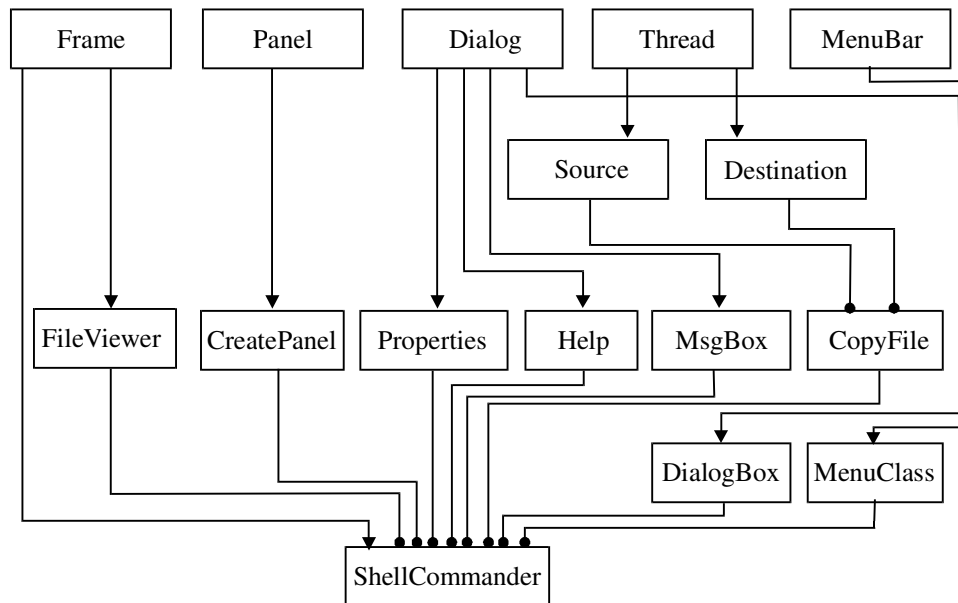 Frame
Panel
Dialog
Thread
MenuBar
Source
Destination
FileViewer
CreatePanel
Properties
Help
MsgBox
CopyFile
DialogBox
MenuClass
ShellCommander